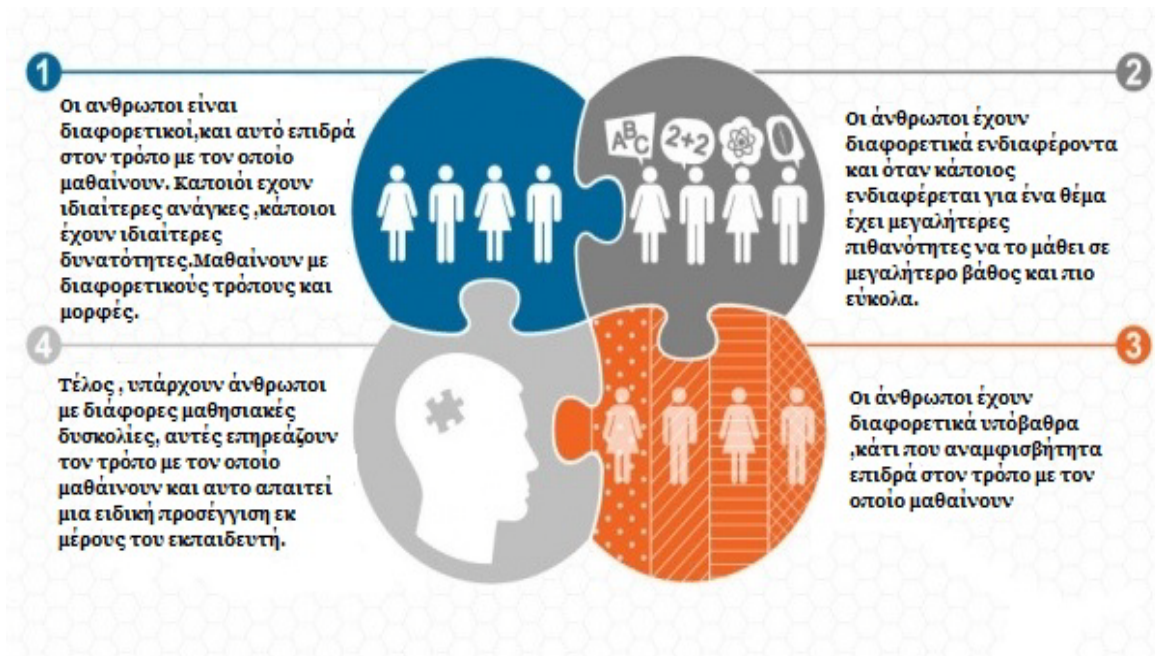 1
Οι ανθρωποι είναι
διαφορετικοί,και αυτό επιδρά
στον τρόπο με τον οποίο
μαθαίνουν. Καποιόι εχουν
ιδιαίτερες ανάγκες ,κάποιοι
έχουν ιδιαίτερες
δυνατότητες.Μαθαίνουν με
διαφορετικούς τρόπους και
μορφές.
2
Οι άνθρωποι έχουν
διαφορετικά ενδιαφέροντα
και όταν κάποιος
ενδιαφέρεται για ένα θέμα
έχει μεγαλήτερες
πιθανότητες να το μάθει σε
μεγαλήτερο βάθος και πιο
εύκολα.
ABC
2+2
4
Τέλος , υπάρχουν άνθρωποι
με διάφορες μαθησιακές
δυσκολίες, αυτές επηρεάζουν
τον τρόπο με τον οποίο
μαθάινουν και αυτο απαιτεί
μια ειδική προσέγγιση εκ
μέρους του εκπαιδευτή.
3
Οι άνθρωποι έχουν
διαφορετικά υπόβαθρα
,κάτι που αναμφισβήτητα
επιδρά στον τρόπο με τον
οποίο μαθαίνουν